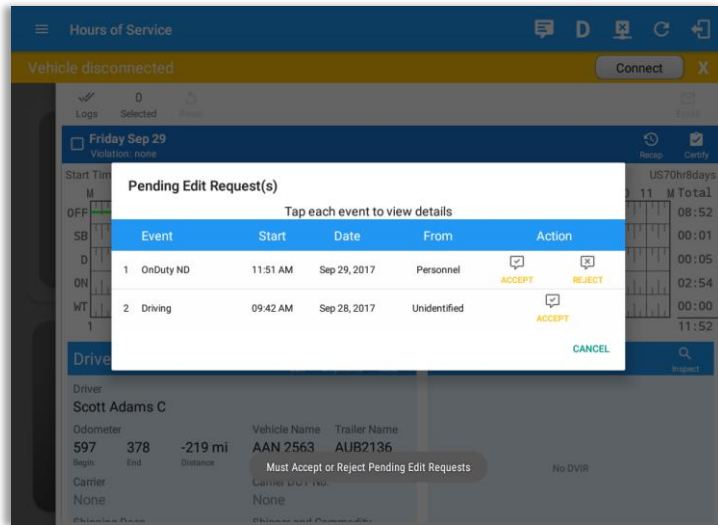 Hours of Service
D
Vehicle disconnected
Connect X
0
Logs Selected
Friday Sep 29
Violation: none
Recap Certify
Start Tim
US70hr8days
M
11 M Total
OFF 08:52
SB 00:01
D 00:05
ON 02:54
WT 00:00
1 11:52
Pending Edit Request(s)
Tap each event to view details
Event Start Date From Action
1 OnDuty ND 11:51 AM Sep 29, 2017 Personnel ACCEPT REJECT
2 Driving 09:42 AM Sep 28, 2017 Unidentified ACCEPT
CANCEL
Drive
Inspect
Driver
Scott Adams C
Odometer Vehicle Name Trailer Name
597 378 -219 mi AAN 2563 AUB2136
Begin End Distance
Must Accept or Reject Pending Edit Requests
No DVIR
Carrier Carrier DOT No.
None None